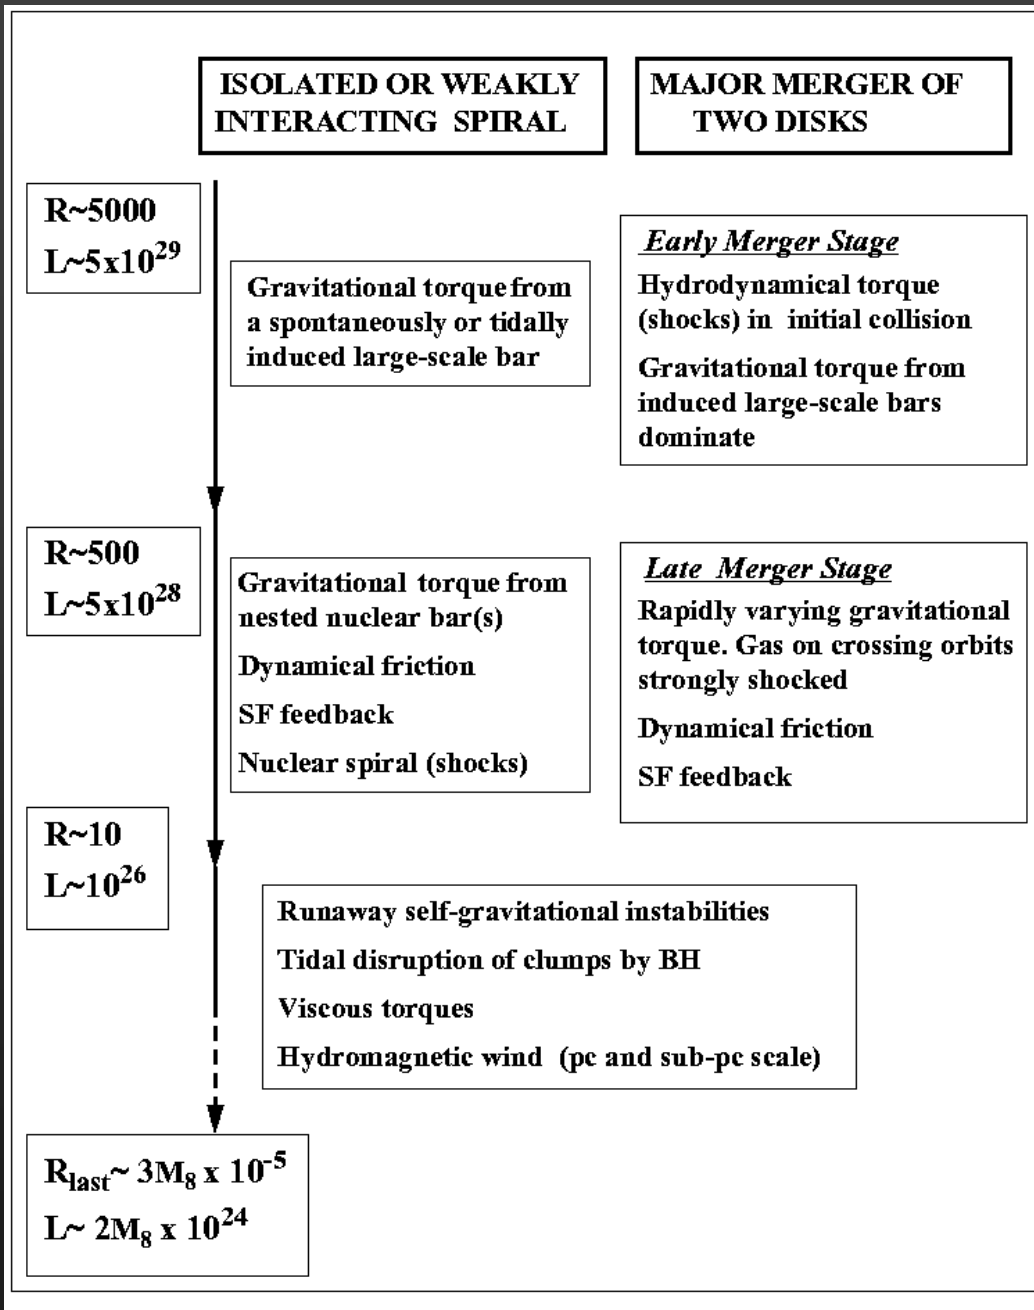 ISOLATED OR WEAKLY
INTERACTING SPIRAL
MAJOR MERGER OF
TWO DISKS
R~5000
L~5x10^29
Gravitational torque from
a spontaneously or tidally
induced large-scale bar
Early Merger Stage
Hydrodynamical torque
(shocks) in initial collision
Gravitational torque from
induced large-scale bars
dominate
R~500
L~5x10^28
Gravitational torque from
nested nuclear bar(s)
Dynamical friction
SF feedback
Nuclear spiral (shocks)
Late Merger Stage
Rapidly varying gravitational
torque. Gas on crossing orbits
strongly shocked
Dynamical friction
SF feedback
R~10
L~10^26
Runaway self-gravitational instabilities
Tidal disruption of clumps by BH
Viscous torques
Hydromagnetic wind (pc and sub-pc scale)
R_last~ 3M_8 x 10^-5
L~ 2M_8 x 10^24